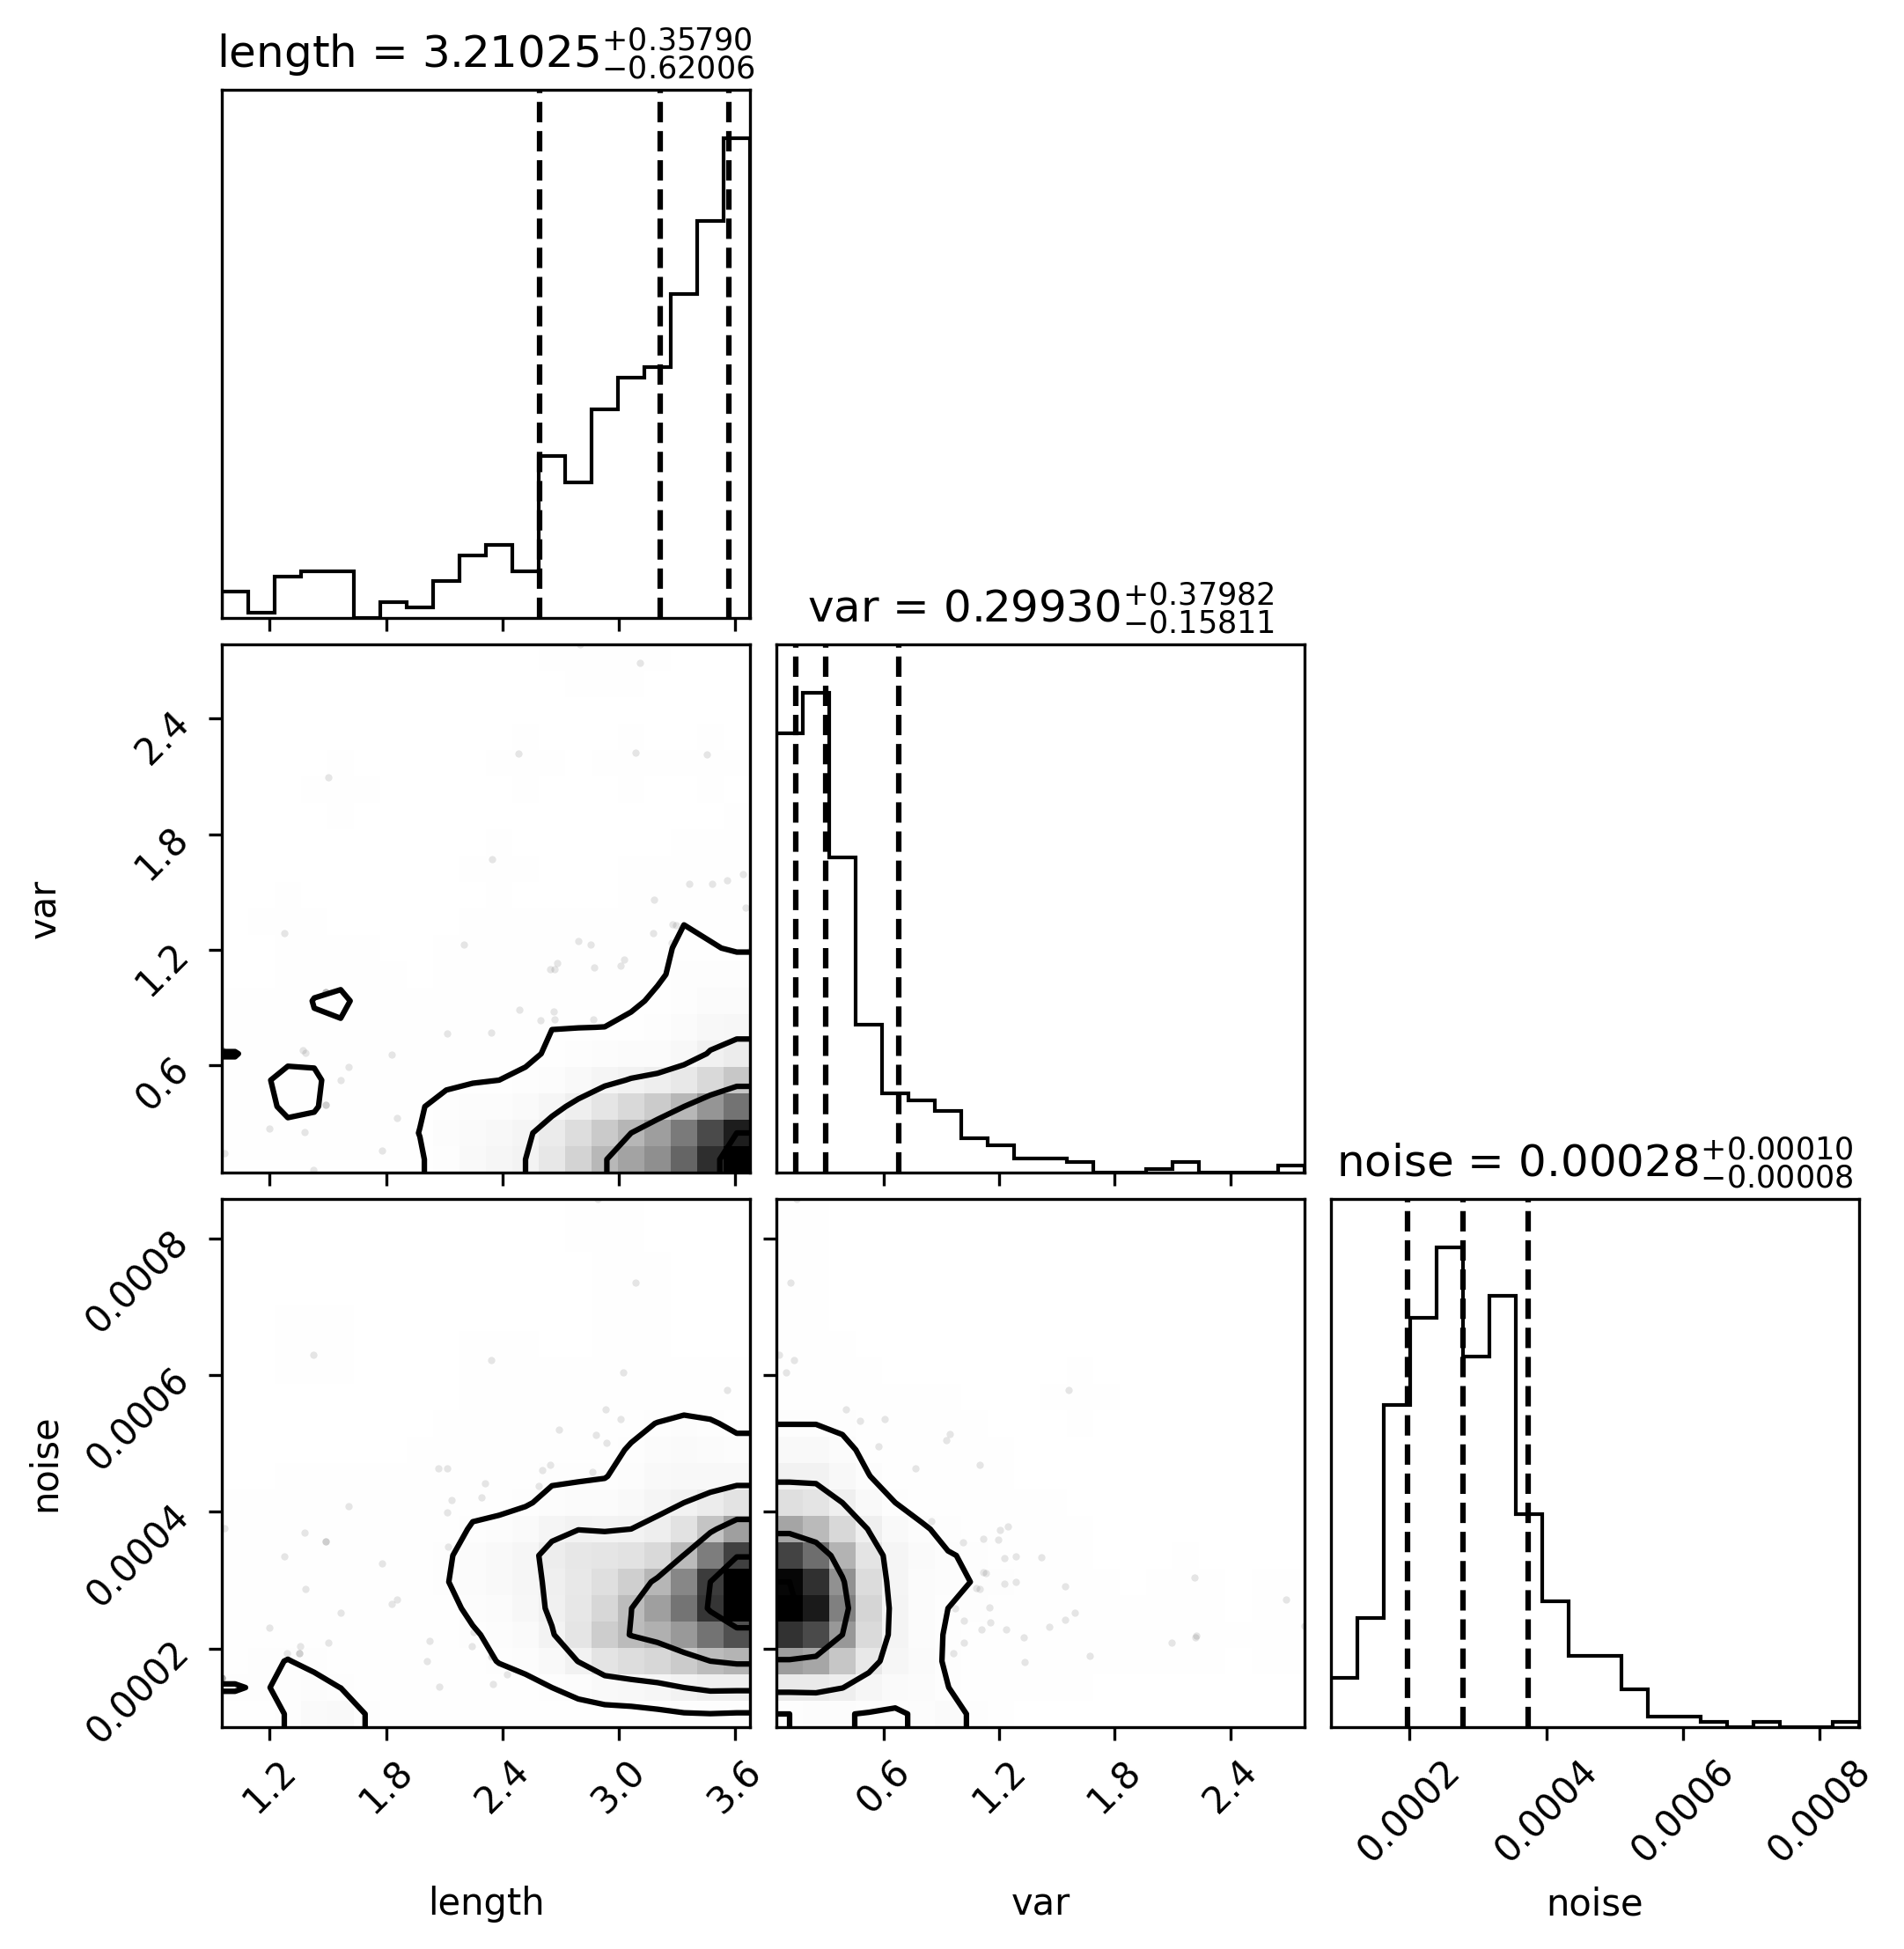 length = 3.21025+0.35790−0.62006
var = 0.29930+0.37982−0.15811
2.4
1.8
1.2
0.6
var
noise = 0.00028+0.00010−0.00008
0.0008
0.0006
0.0004
0.0002
noise
1.2 1.8 2.4 3.0 3.6 0.6 1.2 1.8 2.4 0.0002 0.0004 0.0006 0.0008
length var noise